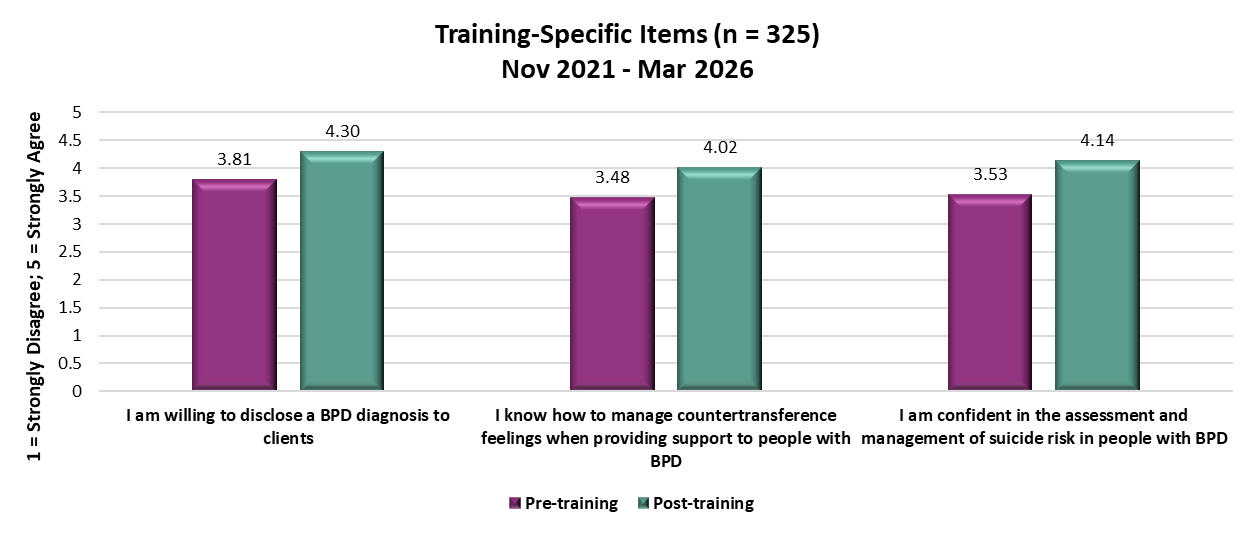 Training-Specific Items (n = 325)
Nov 2021 - Mar 2026
1 = Strongly Disagree; 5 = Strongly Agree
5
4.5
4
3.5
3
2.5
2
1.5
1
0.5
0
3.81
4.30
3.48
4.02
3.53
4.14
I am willing to disclose a BPD diagnosis to
clients
I know how to manage countertransference
feelings when providing support to people with
BPD
I am confident in the assessment and
management of suicide risk in people with BPD
Pre-training
Post-training